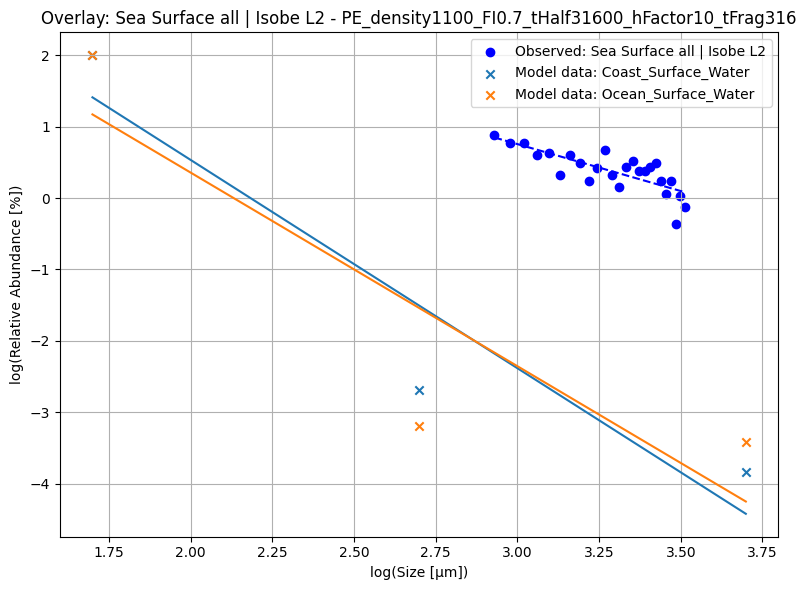 Overlay: Sea Surface all | Isobe L2 - PE_density1100_FI0.7_tHalf31600_hFactor10_tFrag316
Observed: Sea Surface all | Isobe L2
Model data: Coast_Surface_Water
Model data: Ocean_Surface_Water
log(Relative Abundance [%])
2
1
0
−1
−2
−3
−4
1.75 2.00 2.25 2.50 2.75 3.00 3.25 3.50 3.75
log(Size [μm])